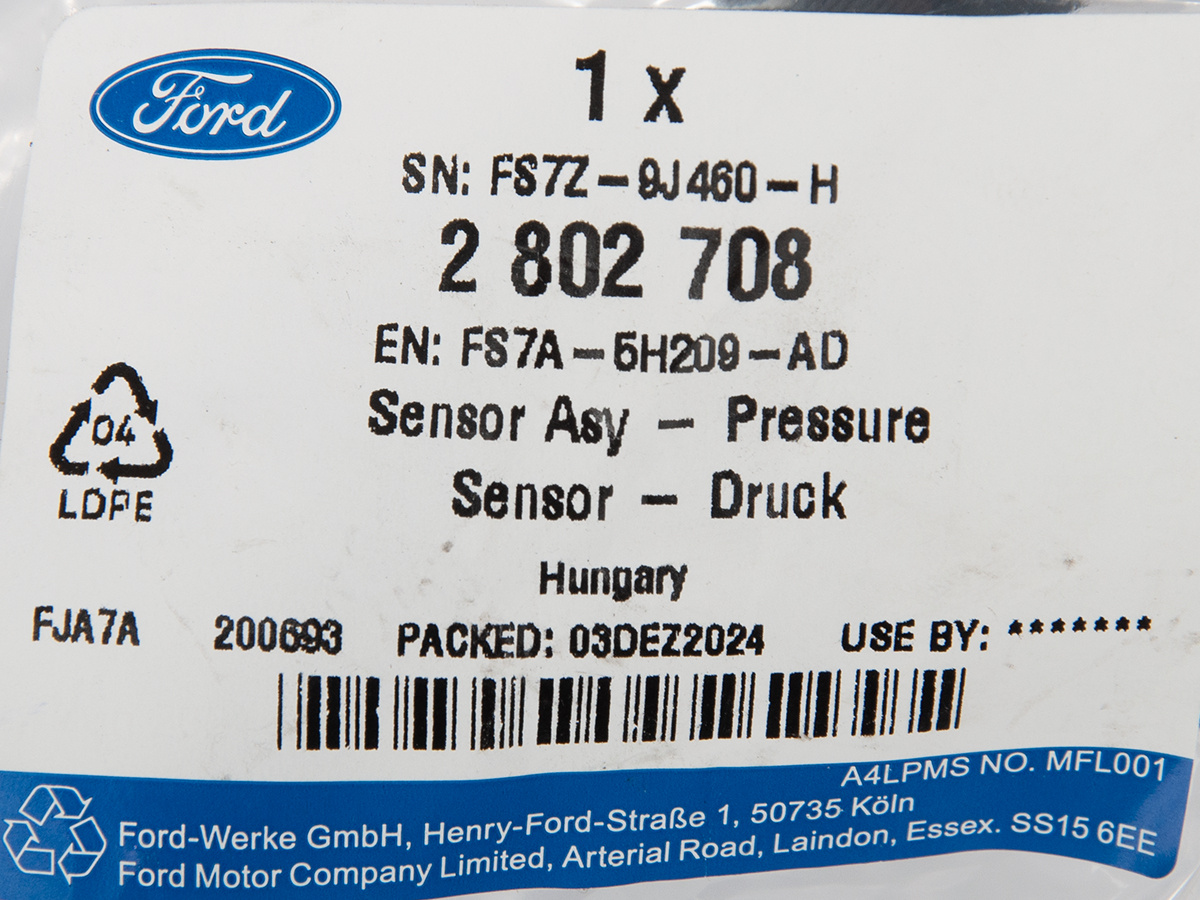 Ford
1 x
SN: FS7Z-9J460-H
2 802 708
EN: FS7A-5H209-AD
Sensor Asy - Pressure
Sensor - Druck
04
LDPE
Hungary
FJA7A 200693 PACKED: 03DEZ2024 USE BY: *******
A4LPMS NO. MFL001
Ford-Werke GmbH, Henry-Ford-Straße 1, 50735 Köln
Ford Motor Company Limited, Arterial Road, Laindon, Essex. SS15 6EE